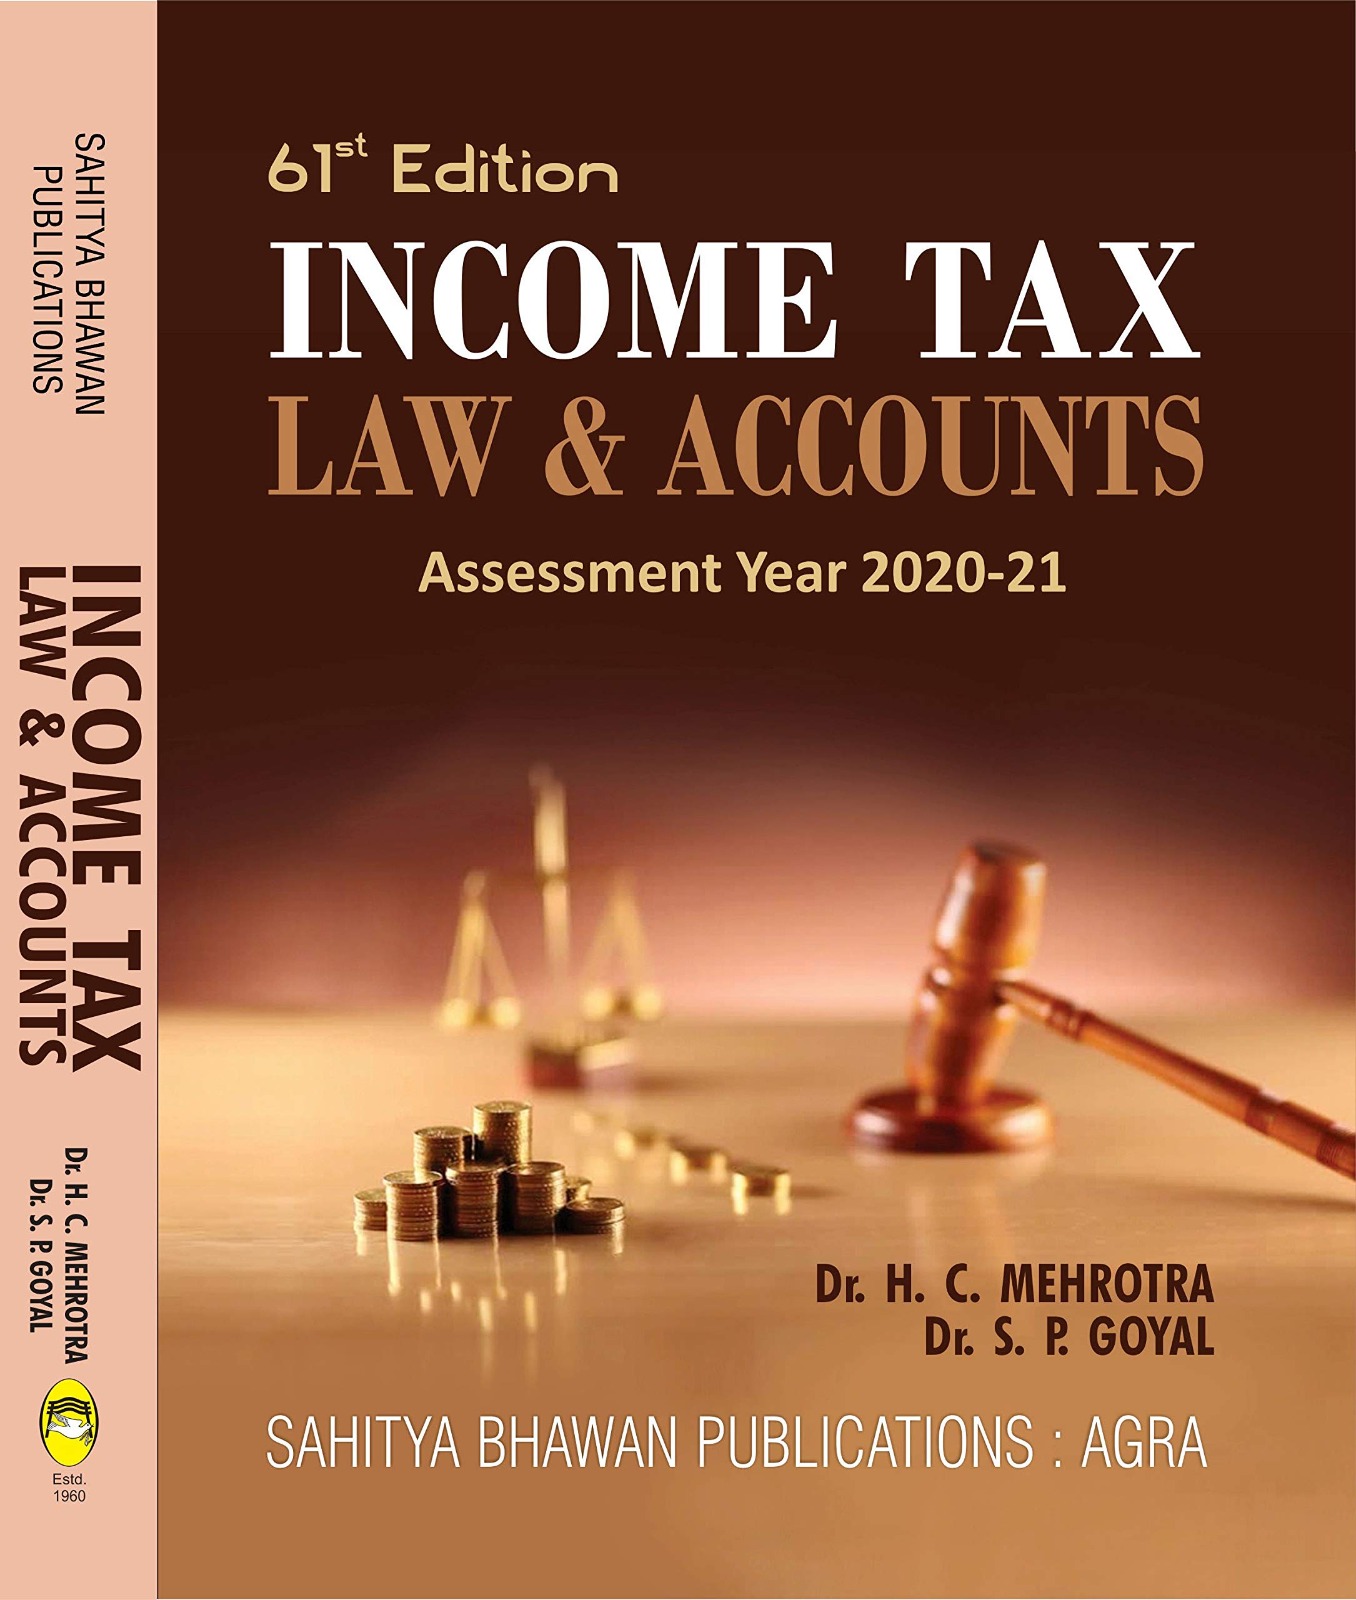 SAHITYA BHAWAN
PUBLICATIONS
INCOME TAX
LAW & ACCOUNTS
Dr. H. C. MEHROTRA
Dr. S. P. GOYAL
Estd.
1960
61st Edition
INCOME TAX
LAW & ACCOUNTS
Assessment Year 2020-21
Dr. H. C. MEHROTRA
Dr. S. P. GOYAL
SAHITYA BHAWAN PUBLICATIONS : AGRA